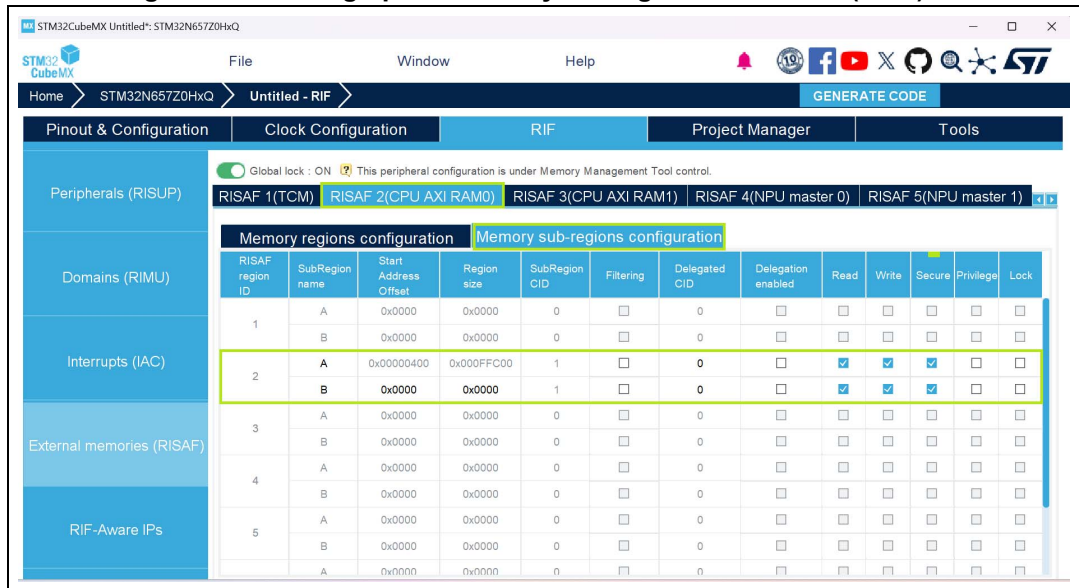 STM32CubeMX Untitled*: STM32N657Z0HxQ
STM32 CubeMX File Window Help 19
Home STM32N657Z0HxQ Untitled - RIF GENERATE CODE
Pinout & Configuration Clock Configuration RIF Project Manager Tools
Global lock : ON This peripheral configuration is under Memory Management Tool control.
Peripherals (RISUP)
RISAF 1(TCM) RISAF 2(CPU AXI RAM0) RISAF 3(CPU AXI RAM1) RISAF 4(NPU master 0) RISAF 5(NPU master 1)
Memory regions configuration Memory sub-regions configuration
Domains (RIMU)
Interrupts (IAC)
External memories (RISAF)
RIF-Aware IPs
RISAF region ID SubRegion name Start Address Offset Region size SubRegion CID Filtering Delegated CID Delegation enabled Read Write Secure Privilege Lock
1 A 0x0000 0x0000 0 0
B 0x0000 0x0000 0 0
2 A 0x00000400 0x000FFC00 1 0
B 0x0000 0x0000 1 0
3 A 0x0000 0x0000 0 0
B 0x0000 0x0000 0 0
4 A 0x0000 0x0000 0 0
B 0x0000 0x0000 0 0
5 A 0x0000 0x0000 0 0
B 0x0000 0x0000 0 0
A 0x0000 0x0000 0 0